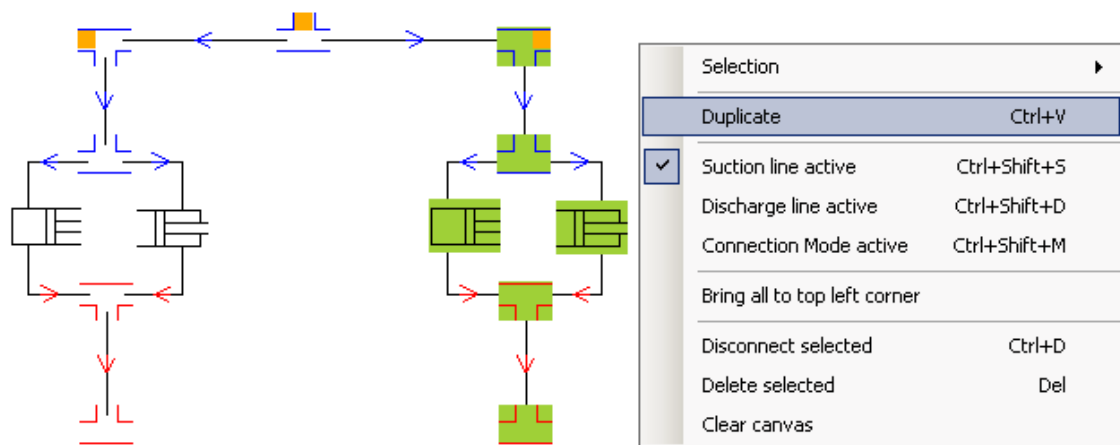 Selection
Duplicate Ctrl+V
Suction line active Ctrl+Shift+S
Discharge line active Ctrl+Shift+D
Connection Mode active Ctrl+Shift+M
Bring all to top left corner
Disconnect selected Ctrl+D
Delete selected Del
Clear canvas